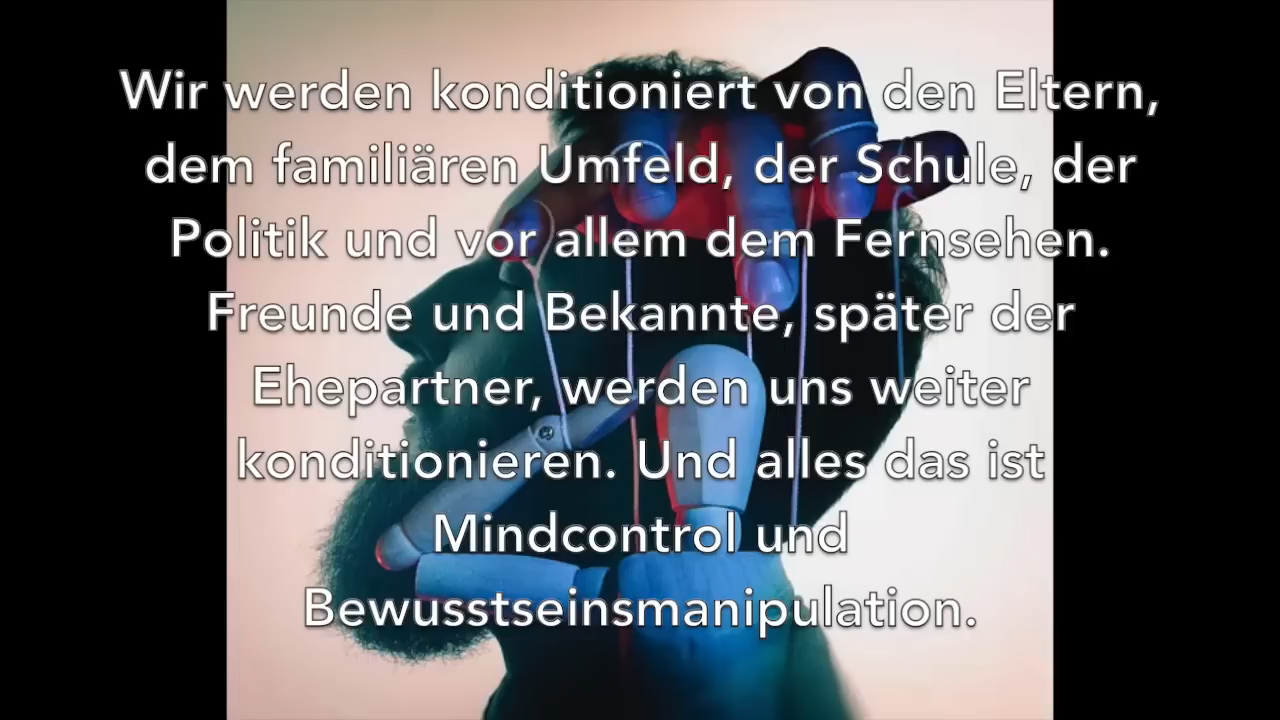 Wir werden konditioniert von den Eltern,
dem familiären Umfeld, der Schule, der
Politik und vor allem dem Fernsehen.
Freunde und Bekannte, später der
Ehepartner, werden uns weiter
konditionieren. Und alles das ist
Mindcontrol und
Bewusstseinsmanipulation.